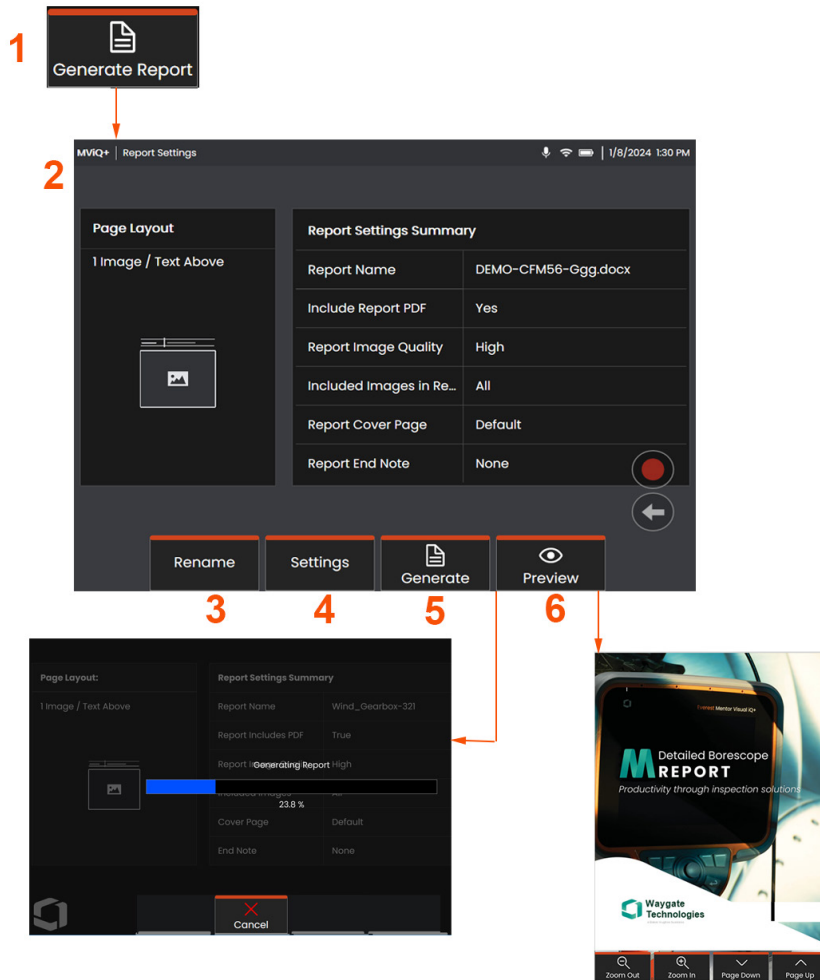 1
Generate Report
2
MViQ+ | Report Settings
1/8/2024 1:30 PM
Page Layout
1 Image / Text Above
Report Settings Summary
Report Name DEMO-CFM56-Ggg.docx
Include Report PDF Yes
Report Image Quality High
Included Images in Re... All
Report Cover Page Default
Report End Note None
Rename
Settings
Generate
Preview
3
4
5
6
Page Layout:
1 Image / Text Above
Report Settings Summary
Report Name Wind_Gearbox-321
Report Includes PDF True
High
Generating Report
23.8 %
Cover Page Default
End Note None
Cancel
Everest Mentor Visual iQ+
Detailed Borescope
REPORT
Productivity through inspection solutions
Waygate
Technologies
Zoom Out
Zoom In
Page Down
Page Up